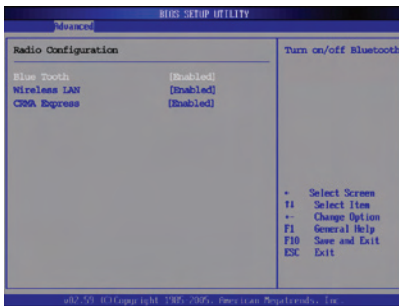 BIOS SETUP UTILITY
Advanced
Radio Configuration
Blue Tooth [Enabled]
Wireless LAN [Enabled]
CDMA Express [Enabled]
Turn on/off Bluetooth
← Select Screen
↑↓ Select Item
+- Change Option
F1 General Help
F10 Save and Exit
ESC Exit
v02.59 (C)Copyright 1985-2005, American Megatrends, Inc.